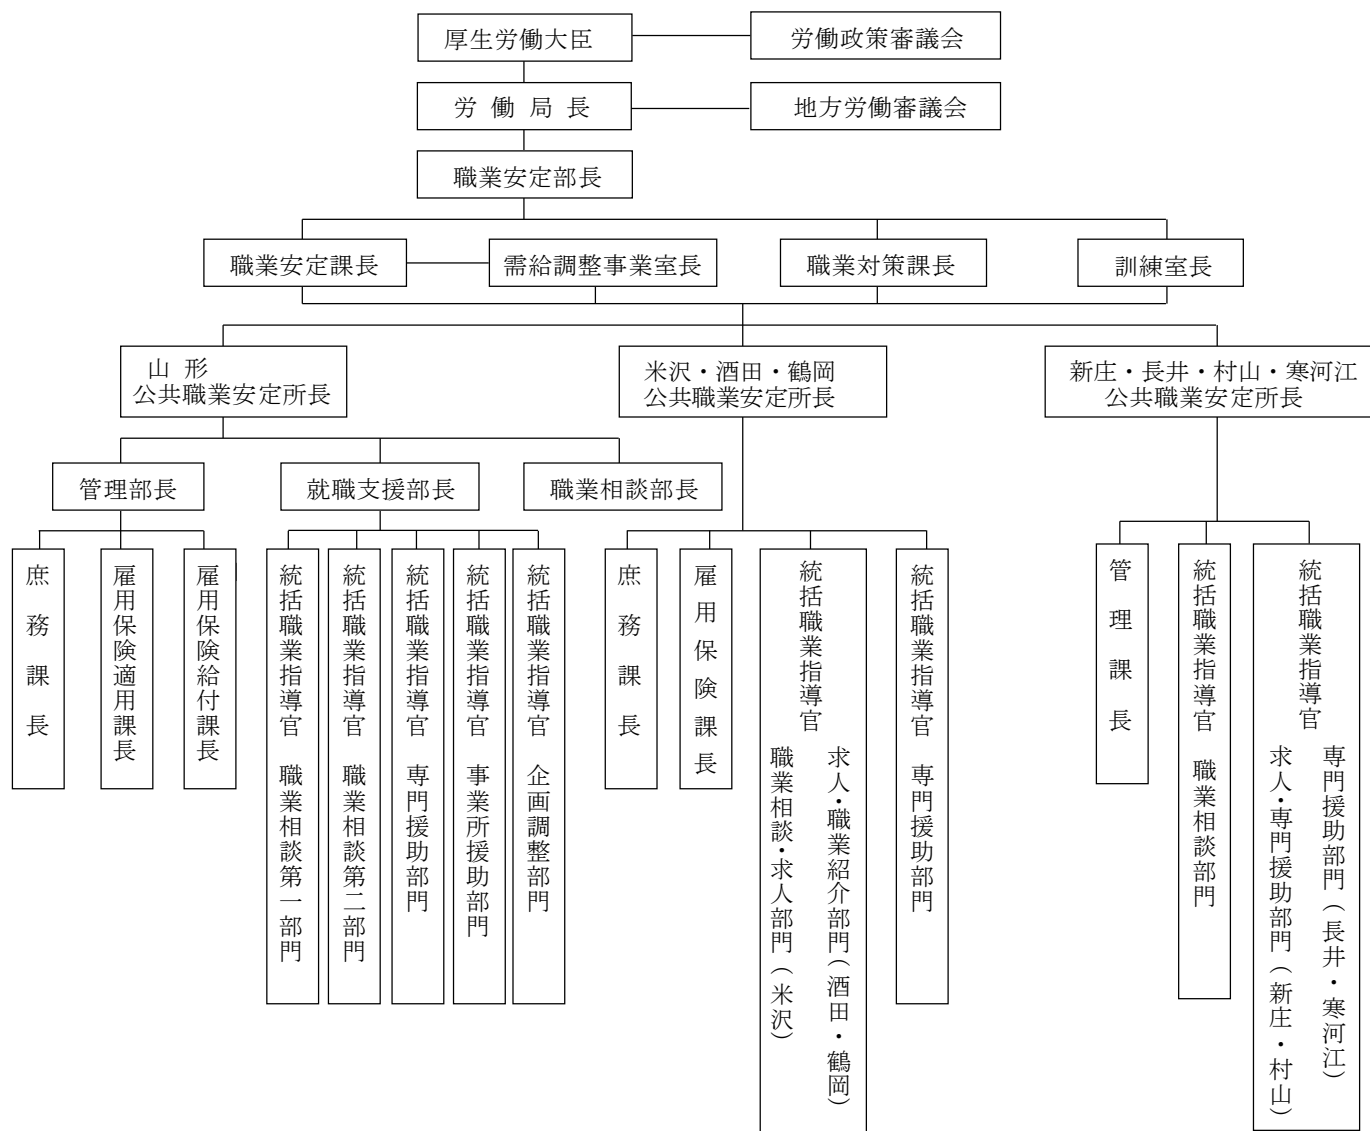 厚生労働大臣
労働政策審議会
労 働 局 長
地方労働審議会
職業安定部長
職業安定課長
需給調整事業室長
職業対策課長
訓練室長
山 形
公共職業安定所長
米沢・酒田・鶴岡
公共職業安定所長
新庄・長井・村山・寒河江
公共職業安定所長
管理部長
就職支援部長
職業相談部長
庶務課長
雇用保険適用課長
雇用保険給付課長
統括職業指導官 職業相談第一部門
統括職業指導官 職業相談第二部門
統括職業指導官 専門援助部門
統括職業指導官 事業所援助部門
統括職業指導官 企画調整部門
庶務課長
雇用保険課長
統括職業指導官
求人・職業紹介部門(酒田・鶴岡)
職業相談・求人部門(米沢)
統括職業指導官 専門援助部門
管理課長
統括職業指導官 職業相談部門
統括職業指導官
専門援助部門(長井・寒河江)
求人・専門援助部門(新庄・村山)